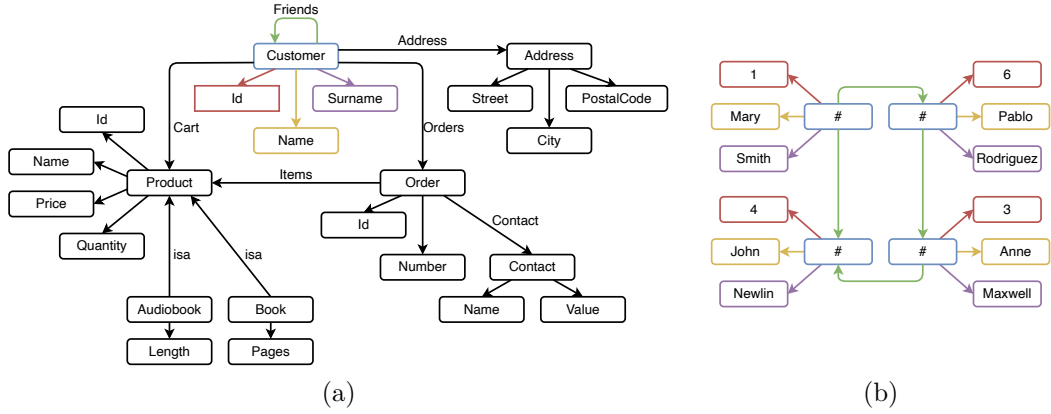 Friends
Customer
Address
Address
Id
Surname
Name
Street
PostalCode
City
Cart
Orders
Id
Name
Price
Quantity
Product
Items
Order
Id
Contact
Number
Contact
Name
Value
isa
isa
Audiobook
Book
Length
Pages
(a)
1
6
Mary
#
#
Pablo
Smith
Rodriguez
4
3
John
#
#
Anne
Newlin
Maxwell
(b)